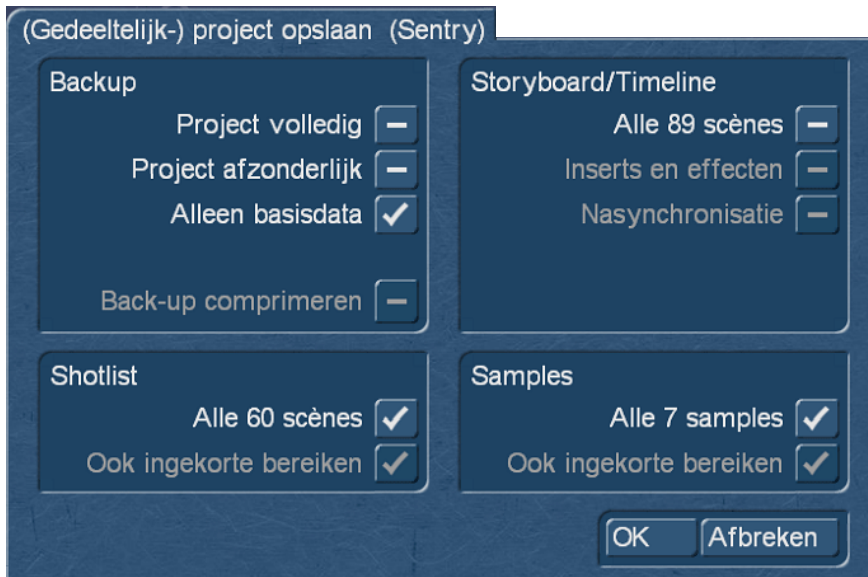 (Gedeeltelijk-) project opslaan (Sentry)
Backup
Project volledig
Project afzonderlijk
Alleen basisdata
Back-up comprimeren
Storyboard/Timeline
Alle 89 scènes
Inserts en effecten
Nasynchronisatie
Shotlist
Alle 60 scènes
Ook ingekorte bereiken
Samples
Alle 7 samples
Ook ingekorte bereiken
OK
Afbreken